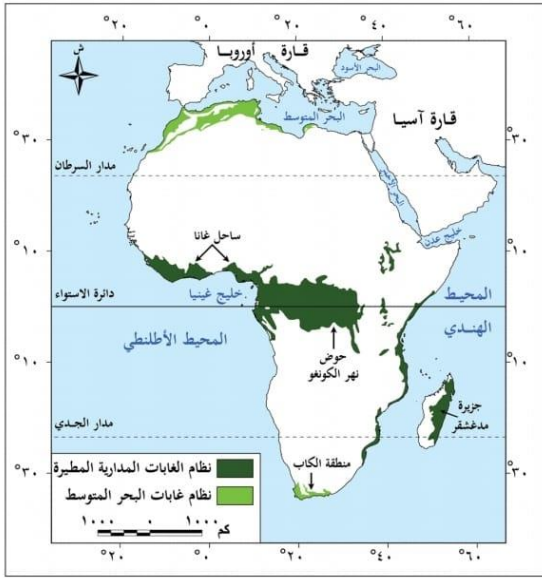 °٢٠ ° ٢٠ °٤٠ °٦٠
ش
قارة أوروبا
البحر الأسود
البحر المتوسط
قارة آسيا
°٣٠ °٣٠
مدار السرطان
البحر الأحمر
خليج عدن
°١٠ °١٠
ساحل غانا
دائرة الاستواء
خليج غينيا
المحيط
الهندي
المحيط الأطلنطي
حوض
نهر الكونغو
°١٠ °١٠
جزيرة
مدغشقر
مدار الجدي
نظام الغابات المدارية المطيرة
منطقة الكاب
°٣٠ °٣٠
نظام غابات البحر المتوسط
١٠٠٠ ٠ ١٠٠٠
كم
°٢٠ ° ٢٠ °٤٠ °٦٠